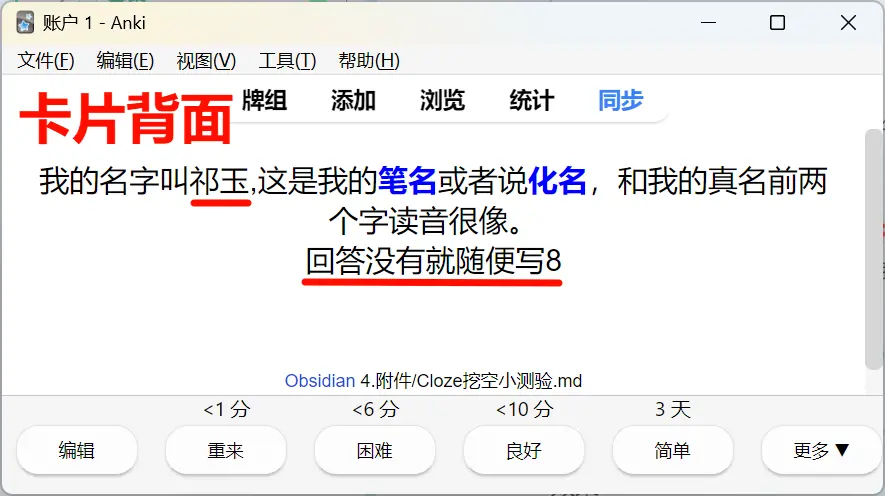 账户 1 - Anki
文件(F) 编辑(E) 视图(V) 工具(T) 帮助(H)
卡片背面
牌组 添加 浏览 统计 同步
我的名字叫祁玉,这是我的笔名或者说化名，和我的真名前两
个字读音很像。
回答没有就随便写8
Obsidian 4.附件/Cloze挖空小测验.md
<1 分 <6 分 <10 分 3 天
编辑 重来 困难 良好 简单 更多 ▼